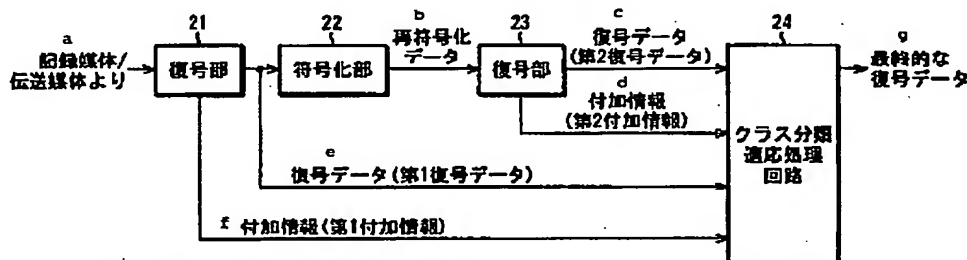 a
記録媒体/
伝送媒体より
21
復号部
22
符号化部
b
再符号化
データ
23
復号部
c
復号データ
(第2復号データ)
d
付加情報
(第2付加情報)
e
復号データ(第1復号データ)
f 付加情報(第1付加情報)
24
クラス分類
適応処理
回路
g
最終的な
復号データ